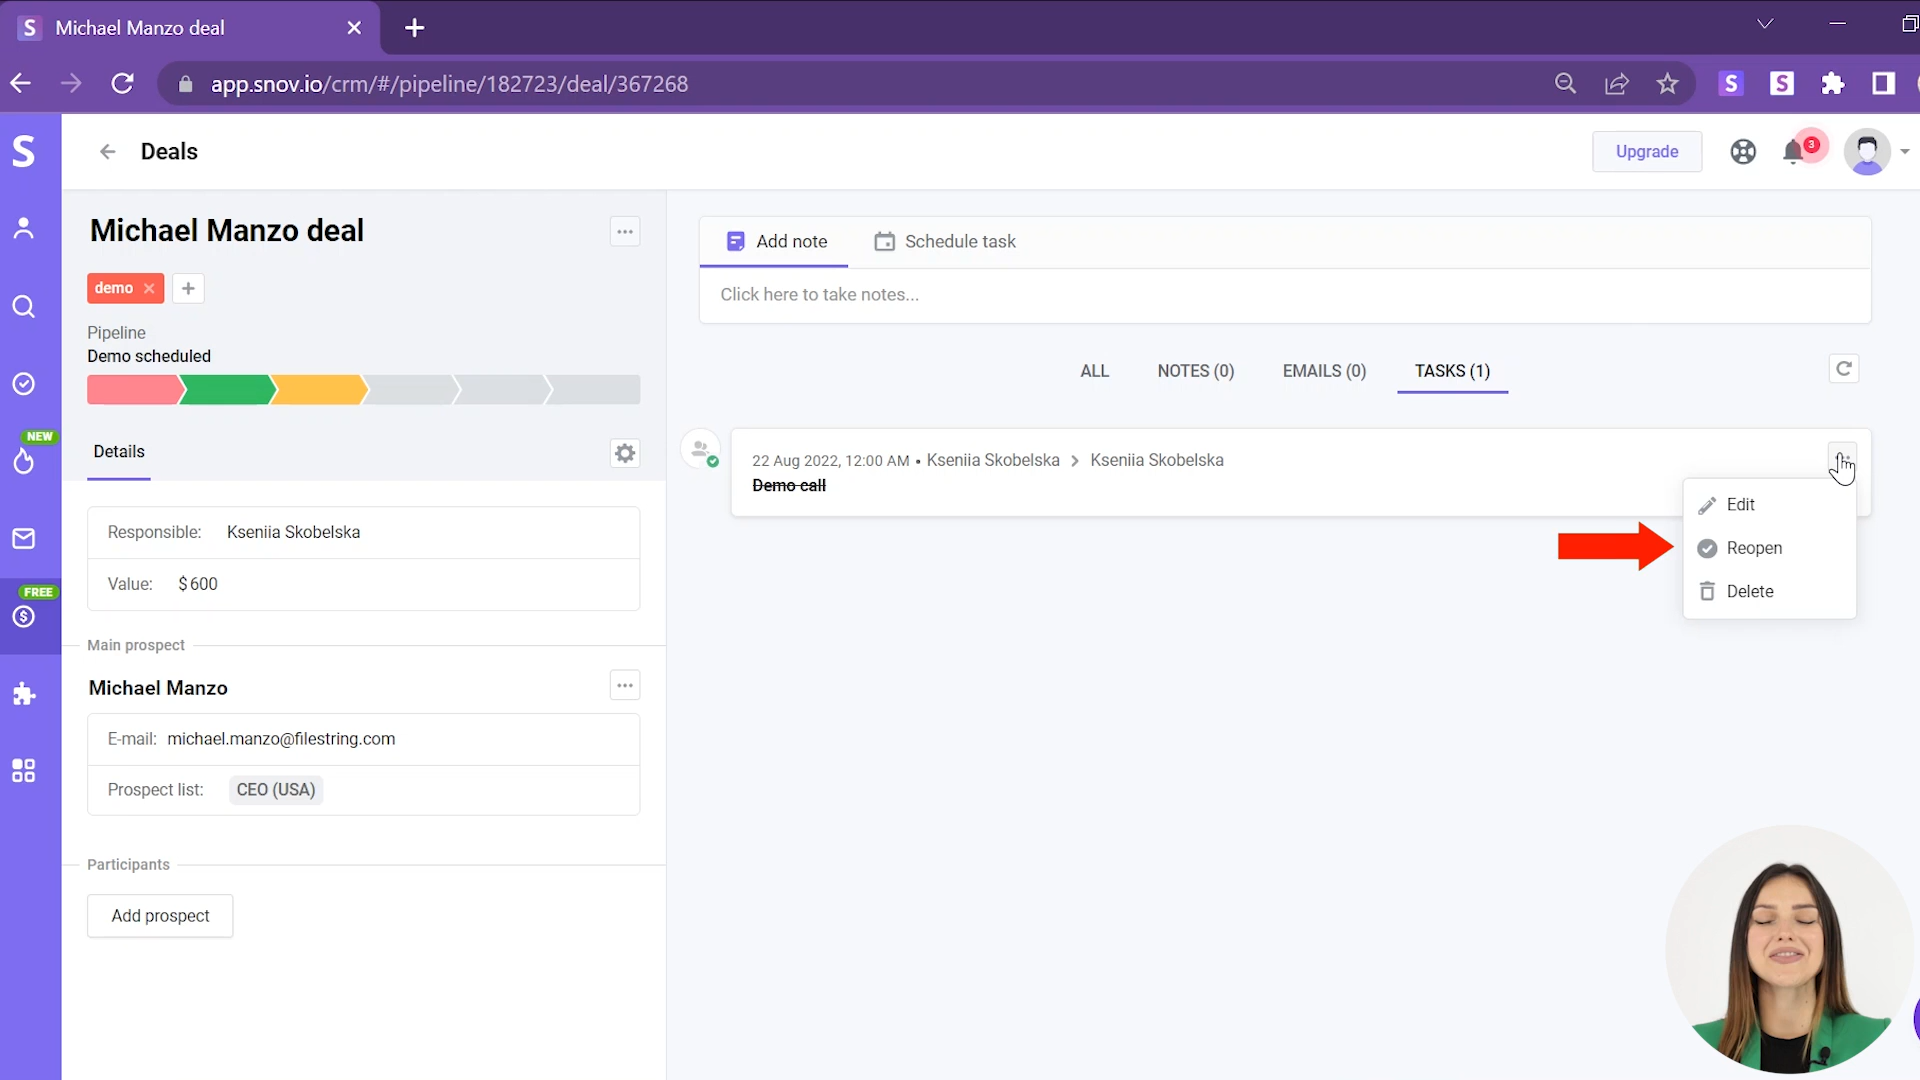 S Michael Manzo deal
app.snov.io/crm/#/pipeline/182723/deal/367268
S S
S
Deals
Upgrade
3
Michael Manzo deal
demo
Pipeline
Demo scheduled
Details
Responsible: Kseniia Skobelska
Value: $600
Main prospect
Michael Manzo
E-mail: michael.manzo@filestring.com
Prospect list: CEO (USA)
Participants
Add prospect
NEW
FREE
Add note Schedule task
Click here to take notes...
ALL NOTES (0) EMAILS (0) TASKS (1)
22 Aug 2022, 12:00 AM • Kseniia Skobelska > Kseniia Skobelska
Demo call
Edit
Reopen
Delete